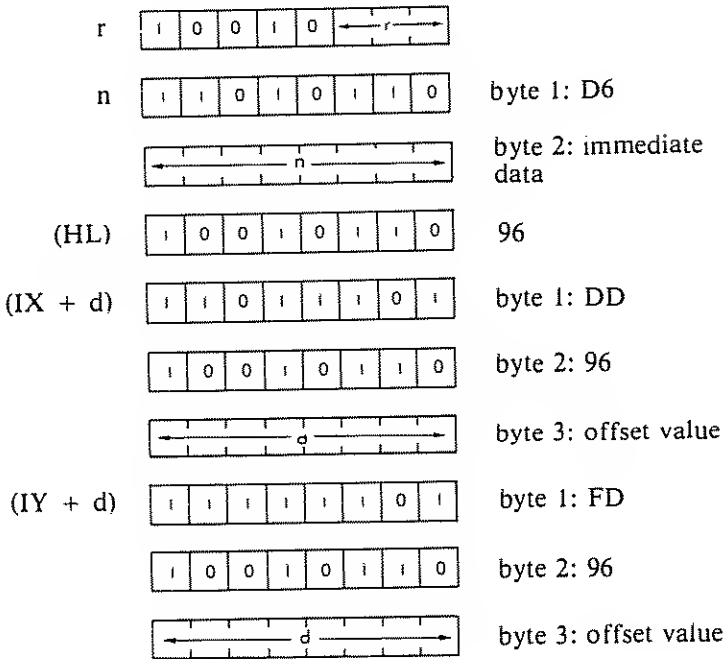 r 1 0 0 1 0 r
n 1 1 0 1 0 1 1 0 byte 1: D6
n byte 2: immediate
data
(HL) 1 0 0 1 0 1 1 0 96
(IX + d) 1 1 0 1 1 1 0 1 byte 1: DD
1 0 0 1 0 1 1 0 byte 2: 96
d byte 3: offset value
(IY + d) 1 1 1 1 1 1 0 1 byte 1: FD
1 0 0 1 0 1 1 0 byte 2: 96
d byte 3: offset value